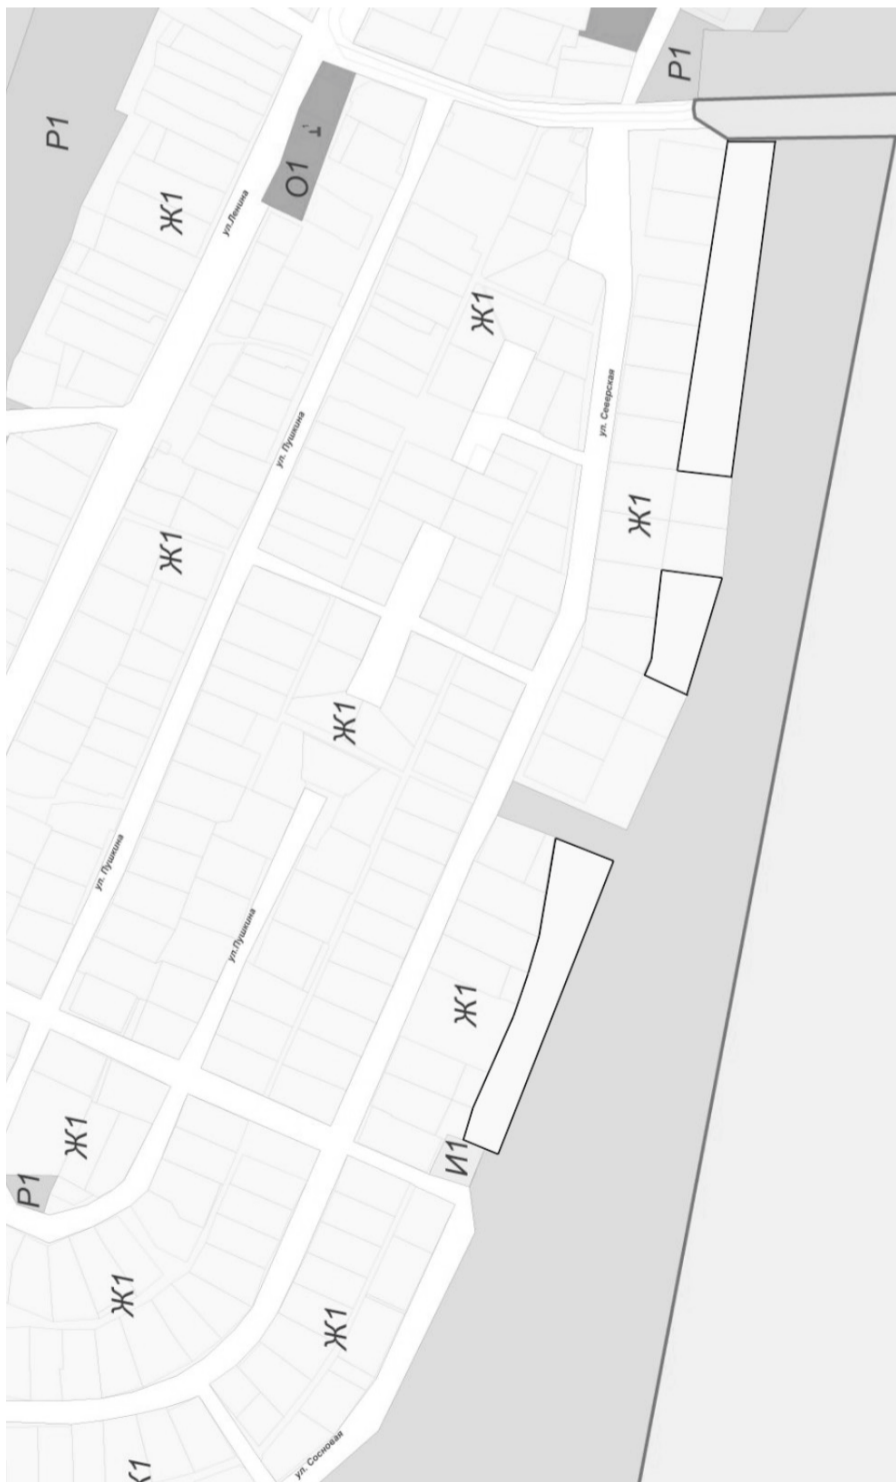 Р1
Р1
О1
Ж1
ул.Ленина
Ж1
ул. Северская
ул. Пушкина
Ж1
Ж1
Ж1
ул. Пушкина
ул.Пушкина
Ж1
Ж1
И1
Р1
Ж1
Ж1
ул. Сосновая
Ж1